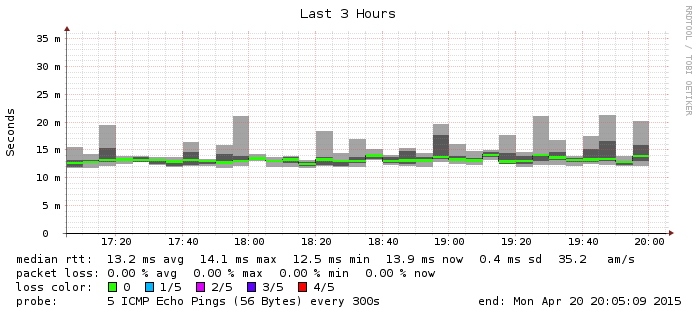 Last 3 Hours
RRDTOOL / TOBI OETIKER
Seconds
35 m
30 m
25 m
20 m
15 m
10 m
5 m
0
17:20 17:40 18:00 18:20 18:40 19:00 19:20 19:40 20:00
median rtt: 13.2 ms avg 14.1 ms max 12.5 ms min 13.9 ms now 0.4 ms sd 35.2 am/s
packet loss: 0.00 % avg 0.00 % max 0.00 % min 0.00 % now
loss color: 0 1/5 2/5 3/5 4/5
probe: 5 ICMP Echo Pings (56 Bytes) every 300s end: Mon Apr 20 20:05:09 2015